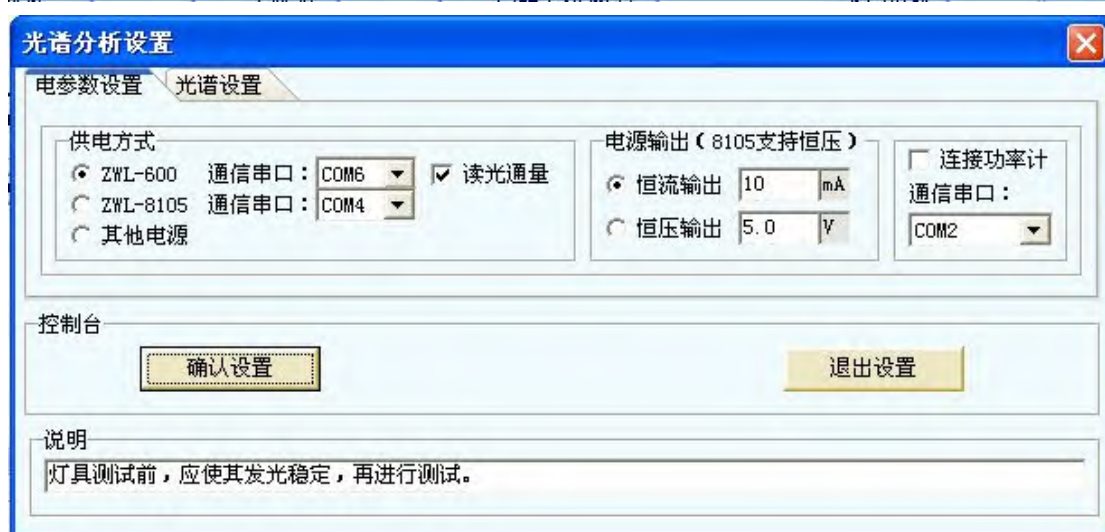 光谱分析设置
电参数设置 光谱设置
供电方式
ZWL-600 通信串口：COM6 读光通量
ZWL-8105 通信串口：COM4
其他电源
电源输出（8105支持恒压）
恒流输出 10 mA
恒压输出 5.0 V
连接功率计
通信串口：
COM2
控制台
确认设置 退出设置
说明
灯具测试前，应使其发光稳定，再进行测试。